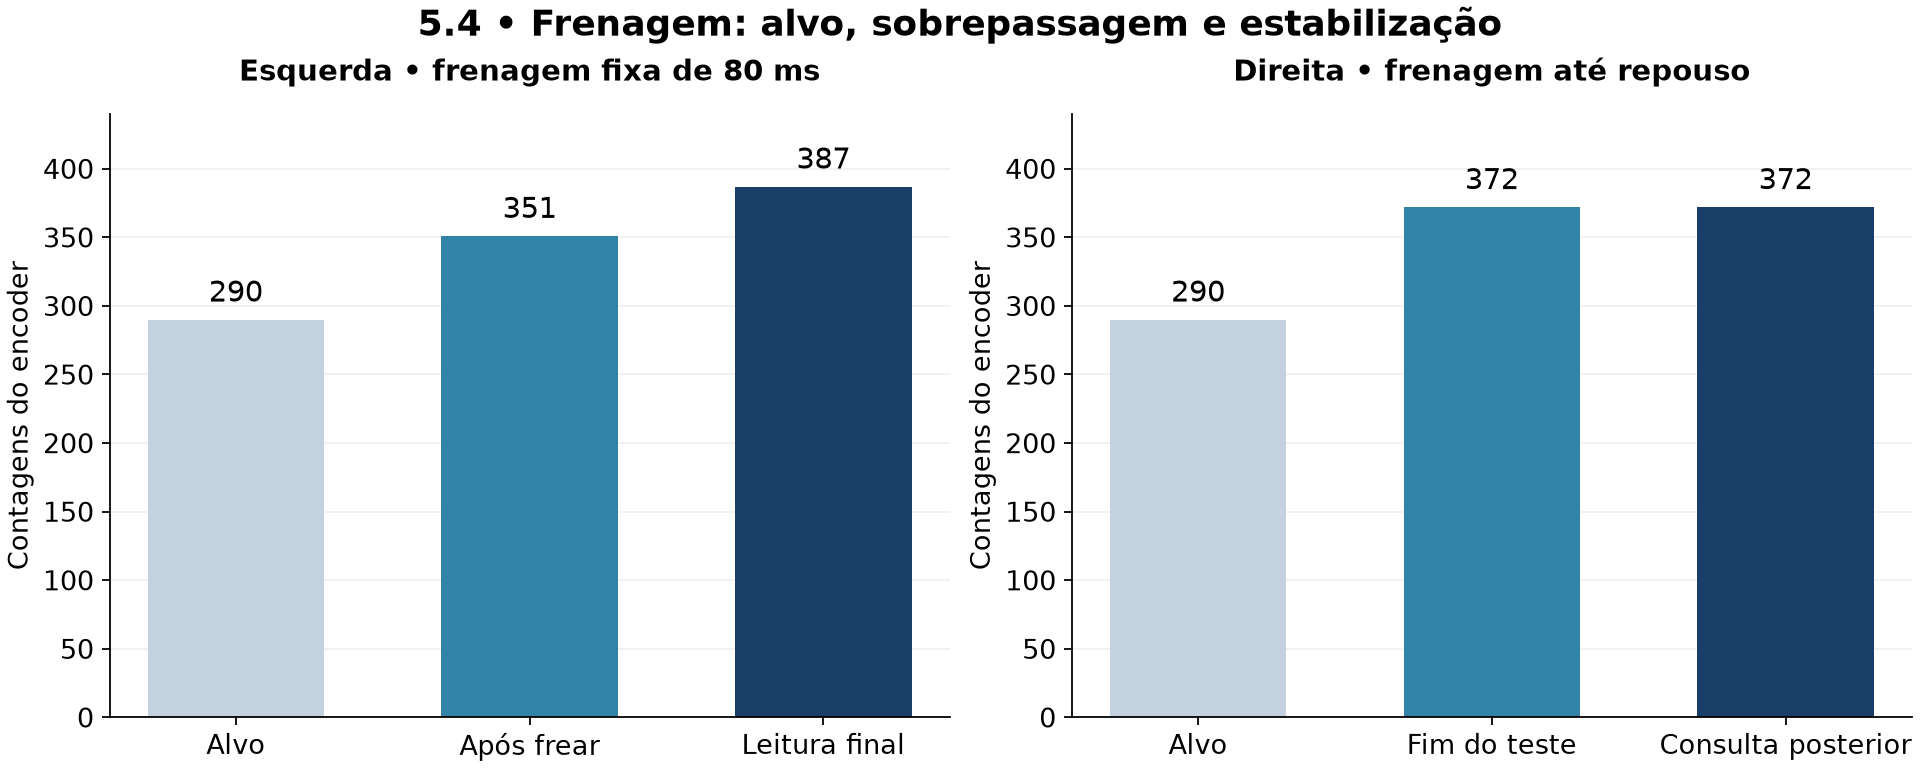 5.4 • Frenagem: alvo, sobrepassagem e estabilização
Esquerda • frenagem fixa de 80 ms
Contagens do encoder
400
350
300
250
200
150
100
50
0
290
351
387
Alvo
Após frear
Leitura final
Direita • frenagem até repouso
Contagens do encoder
400
350
300
250
200
150
100
50
0
290
372
372
Alvo
Fim do teste
Consulta posterior